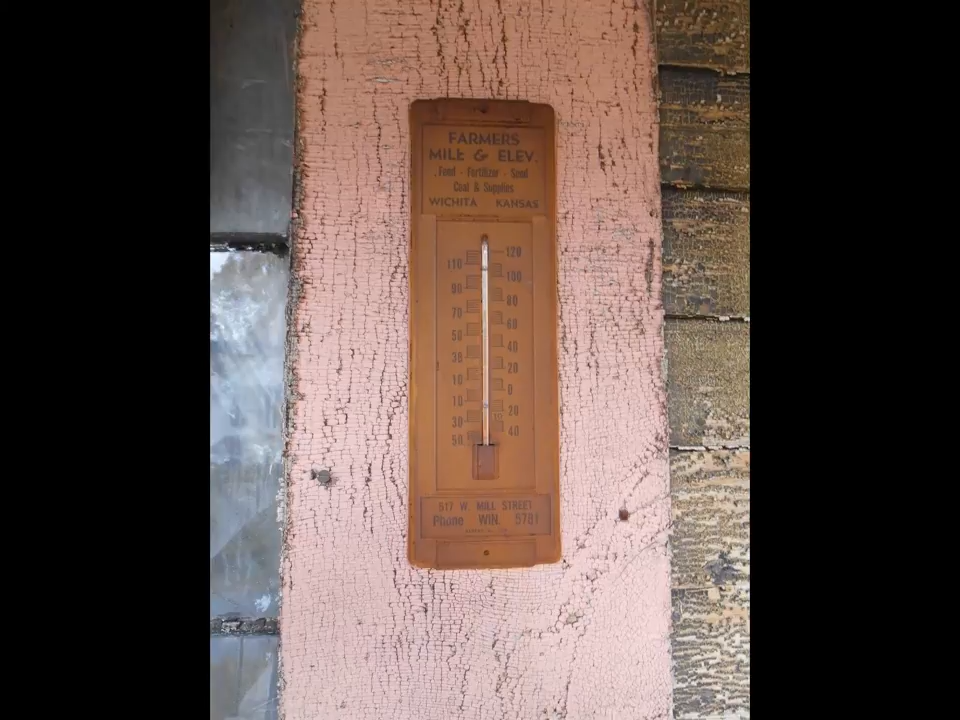 FARMERS
MILL & ELEV.
Feed - Fertilizer - Seed
Coal & Supplies
WICHITA KANSAS
120
110
100
90
80
70
60
50
40
38
20
10
0
10
20
30
40
50
517 W. MILL STREET
Phone WIN. 5781